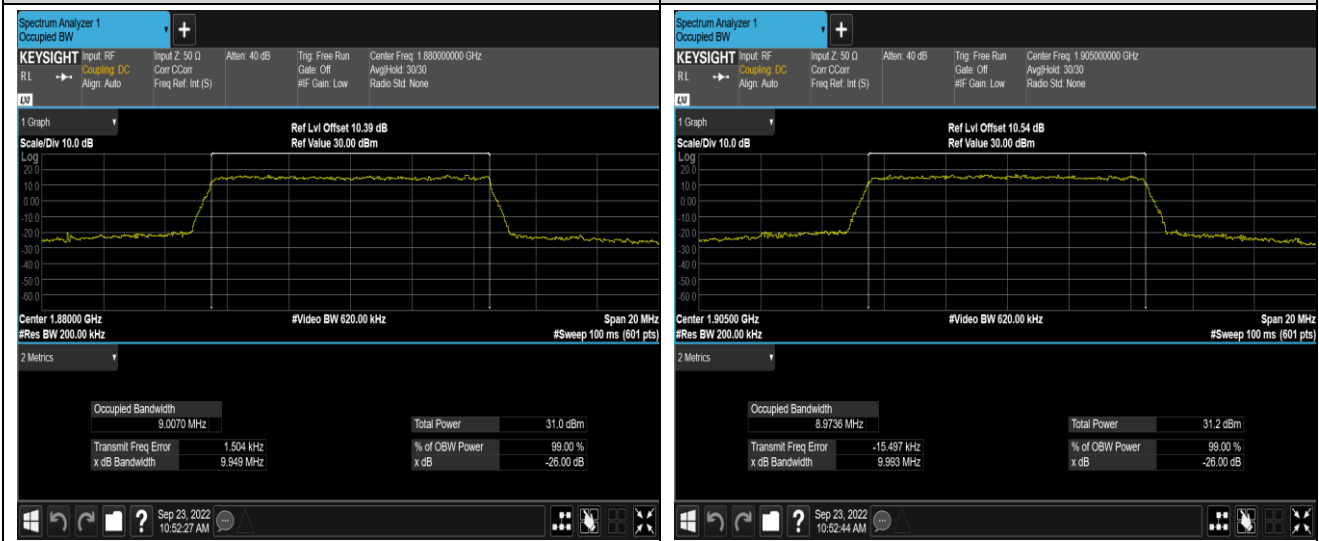 Spectrum Analyzer 1
Occupied BW
+
KEYSIGHT Input: RF Input Z: 50 Ω Atten: 40 dB Trig: Free Run Center Freq: 1.880000000 GHz
RL Coupling: DC Corr CCorr Gate: Off Avg|Hold: 30/30
Align: Auto Freq Ref: Int (S) #IF Gain: Low Radio Std: None
LXI
1 Graph
Ref Lvl Offset 10.39 dB
Scale/Div 10.0 dB Ref Value 30.00 dBm
Log
20.0
10.0
0.00
-10.0
-20.0
-30.0
-40.0
-50.0
-60.0
Center 1.88000 GHz #Video BW 620.00 kHz Span 20 MHz
#Res BW 200.00 kHz #Sweep 100 ms (601 pts)
2 Metrics
Occupied Bandwidth
9.0070 MHz Total Power 31.0 dBm
Transmit Freq Error 1.504 kHz % of OBW Power 99.00 %
x dB Bandwidth 9.949 MHz x dB -26.00 dB
? Sep 23, 2022
10:52:27 AM
Spectrum Analyzer 1
Occupied BW
+
KEYSIGHT Input: RF Input Z: 50 Ω Atten: 40 dB Trig: Free Run Center Freq: 1.905000000 GHz
RL Coupling: DC Corr CCorr Gate: Off Avg|Hold: 30/30
Align: Auto Freq Ref: Int (S) #IF Gain: Low Radio Std: None
LXI
1 Graph
Ref Lvl Offset 10.54 dB
Scale/Div 10.0 dB Ref Value 30.00 dBm
Log
20.0
10.0
0.00
-10.0
-20.0
-30.0
-40.0
-50.0
-60.0
Center 1.90500 GHz #Video BW 620.00 kHz Span 20 MHz
#Res BW 200.00 kHz #Sweep 100 ms (601 pts)
2 Metrics
Occupied Bandwidth
8.9736 MHz Total Power 31.2 dBm
Transmit Freq Error -15.497 kHz % of OBW Power 99.00 %
x dB Bandwidth 9.993 MHz x dB -26.00 dB
? Sep 23, 2022
10:52:44 AM